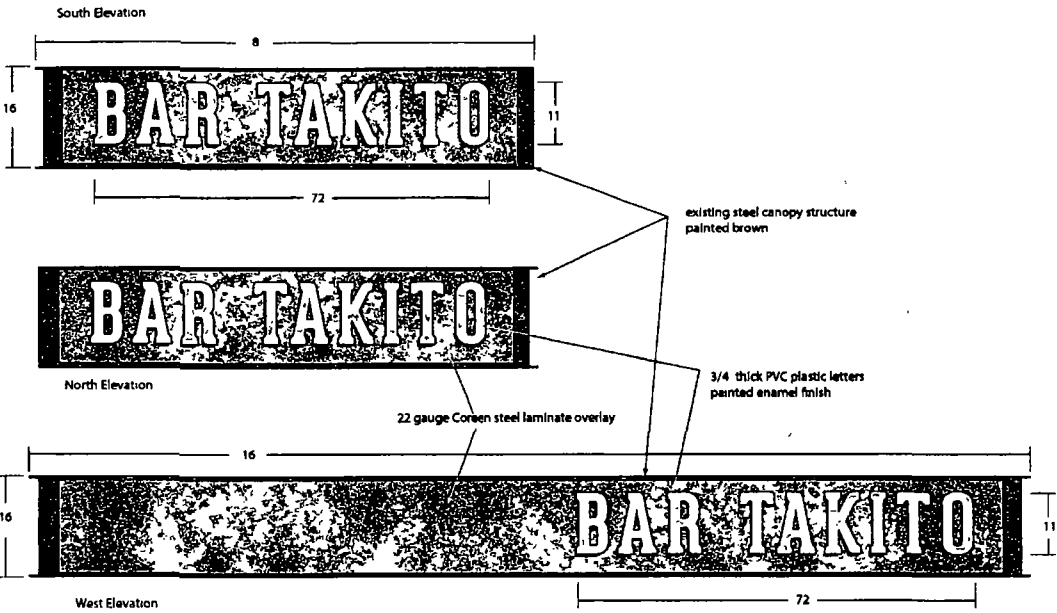 South Elevation
8
16
BAR TAKITO
11
72
existing steel canopy structure
painted brown
BAR TAKITO
North Elevation
3/4 thick PVC plastic letters
painted enamel finish
22 gauge Coreen steel laminate overlay
16
16
BAR TAKITO
11
72
West Elevation